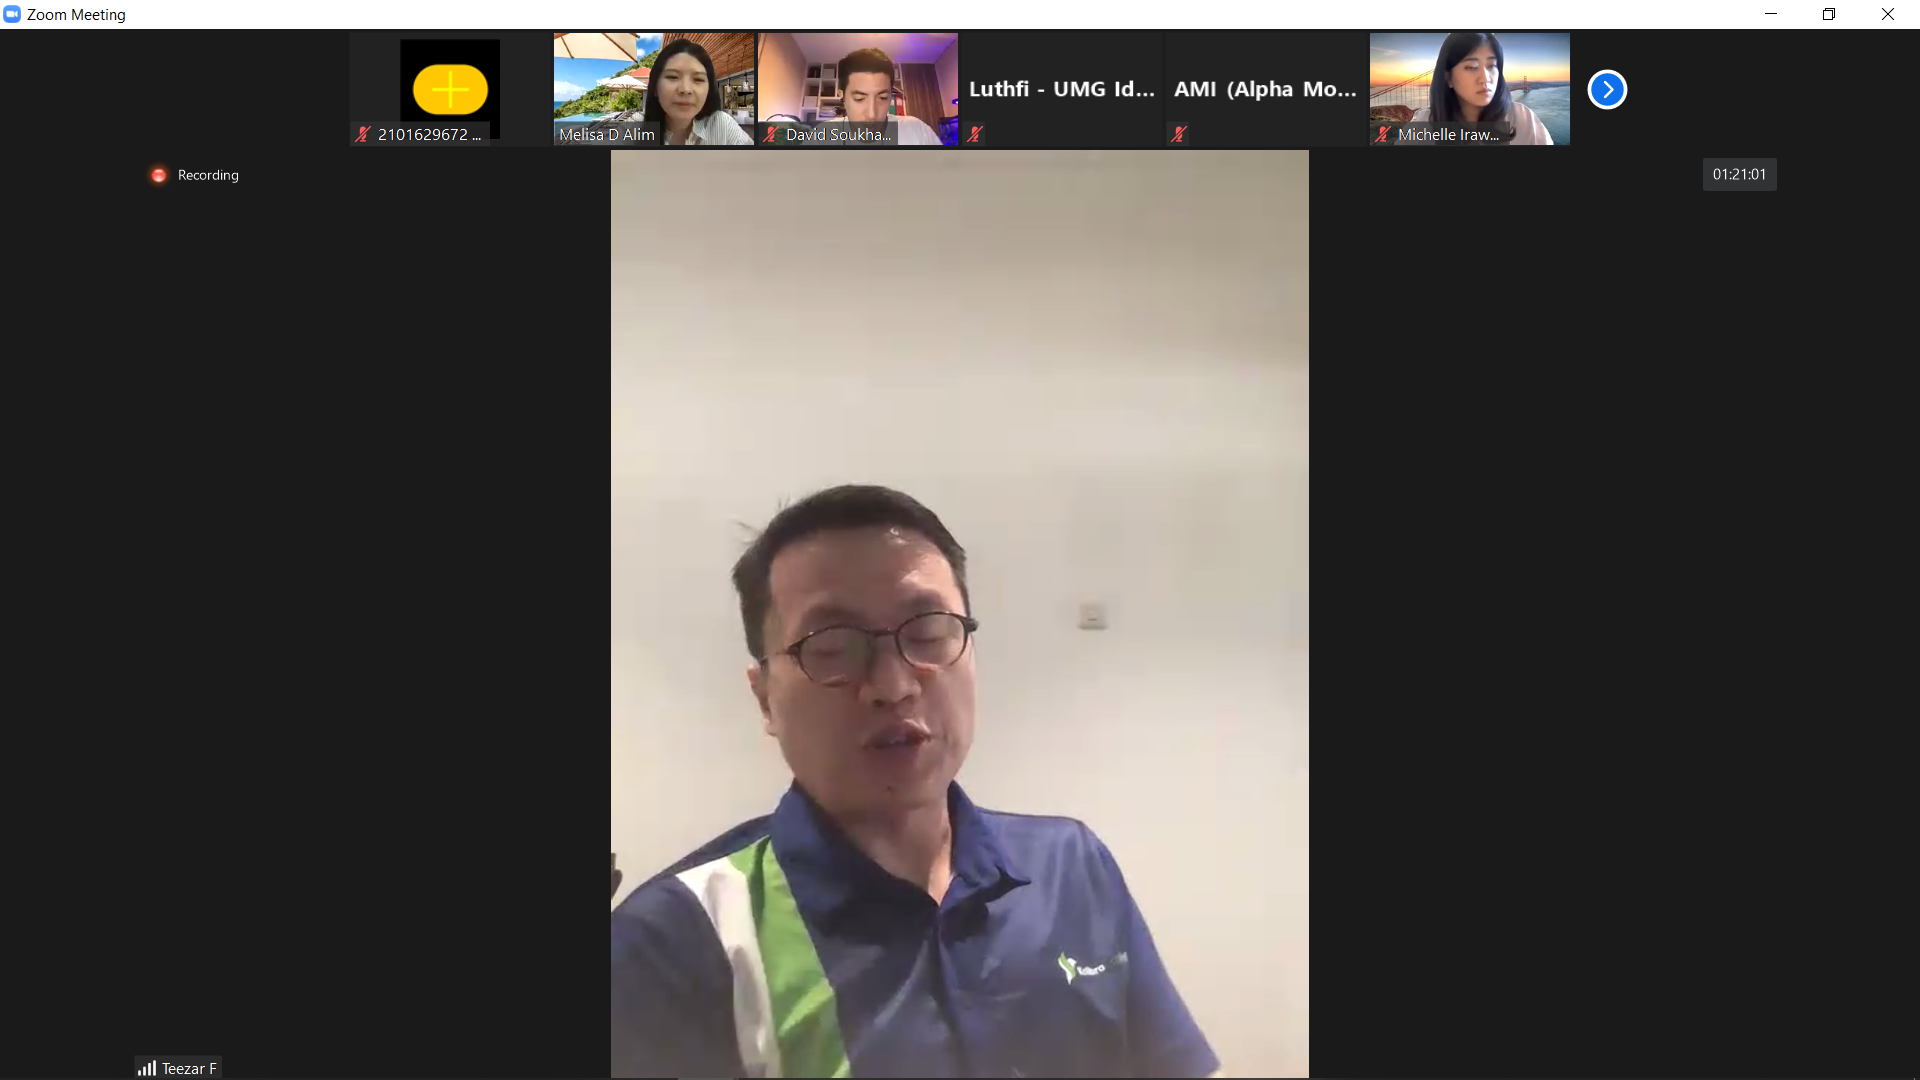 Zoom Meeting
2101629672 ...
Melisa D Alim
David Soukha...
Luthfi - UMG Id...
AMI (Alpha Mo...
Michelle Iraw...
Recording
01:21:01
Teezar F